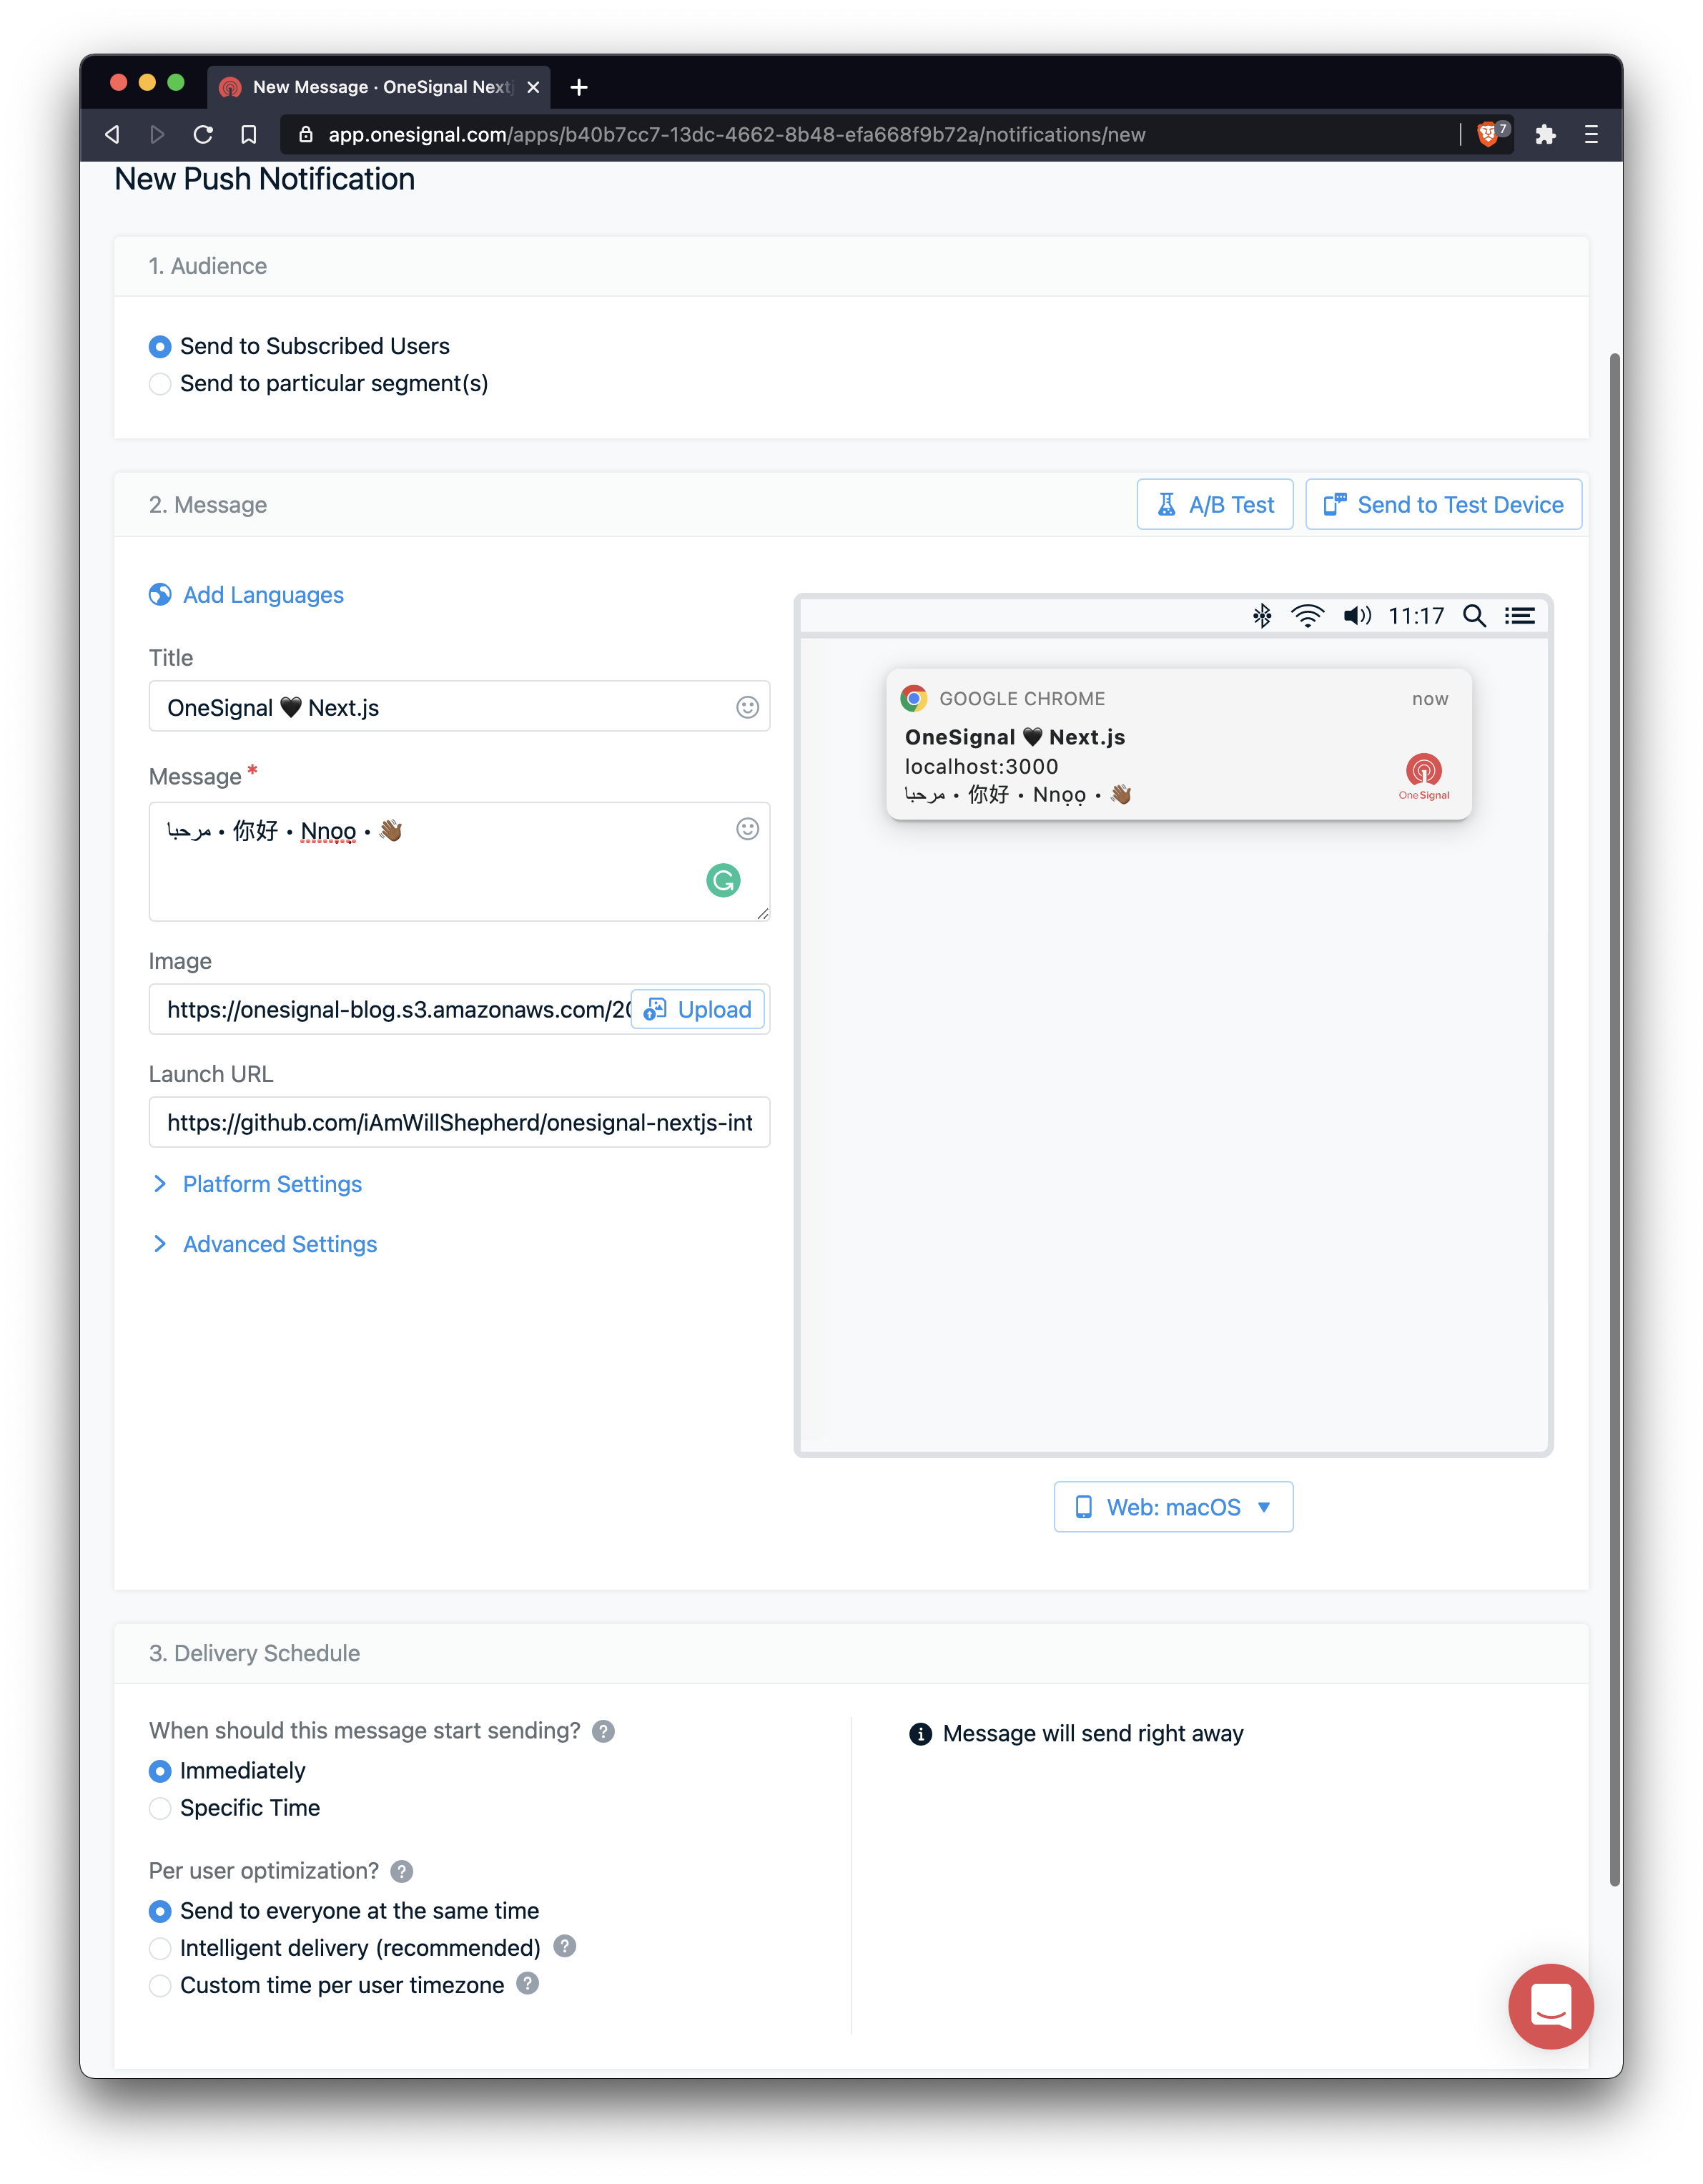 New Message · OneSignal Next
app.onesignal.com/apps/b40b7cc7-13dc-4662-8b48-efa668f9b72a/notifications/new
7
New Push Notification
1. Audience
Send to Subscribed Users
Send to particular segment(s)
2. Message
A/B Test
Send to Test Device
Add Languages
Title
OneSignal 🖤 Next.js
Message *
مرحبا • 你好 • Nnọọ • 👋🏾
Image
https://onesignal-blog.s3.amazonaws.com/20
Upload
Launch URL
https://github.com/iAmWillShepherd/onesignal-nextjs-int
Platform Settings
Advanced Settings
11:17
GOOGLE CHROME
now
OneSignal 🖤 Next.js
localhost:3000
مرحبا • 你好 • Nnọọ • 👋🏾
OneSignal
Web: macOS
3. Delivery Schedule
When should this message start sending? ?
Immediately
Specific Time
Per user optimization? ?
Send to everyone at the same time
Intelligent delivery (recommended) ?
Custom time per user timezone ?
Message will send right away